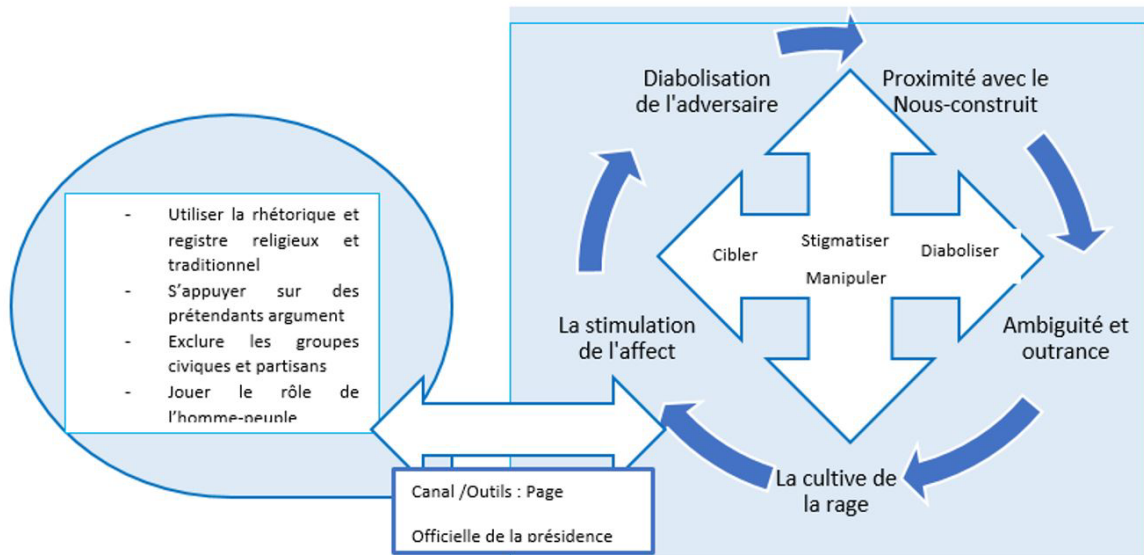 - Utiliser la rhétorique et
registre religieux et
traditionnel
- S’appuyer sur des
prétendants argument
- Exclure les groupes
civiques et partisans
- Jouer le rôle de
l’homme-peuple
Canal /Outils : Page
Officielle de la présidence
Diabolisation
de l'adversaire
Proximité avec le
Nous-construit
Ambiguité et
outrance
La cultive de
la rage
La stimulation
de l'affect
Cibler
Stigmatiser
Manipuler
Diaboliser